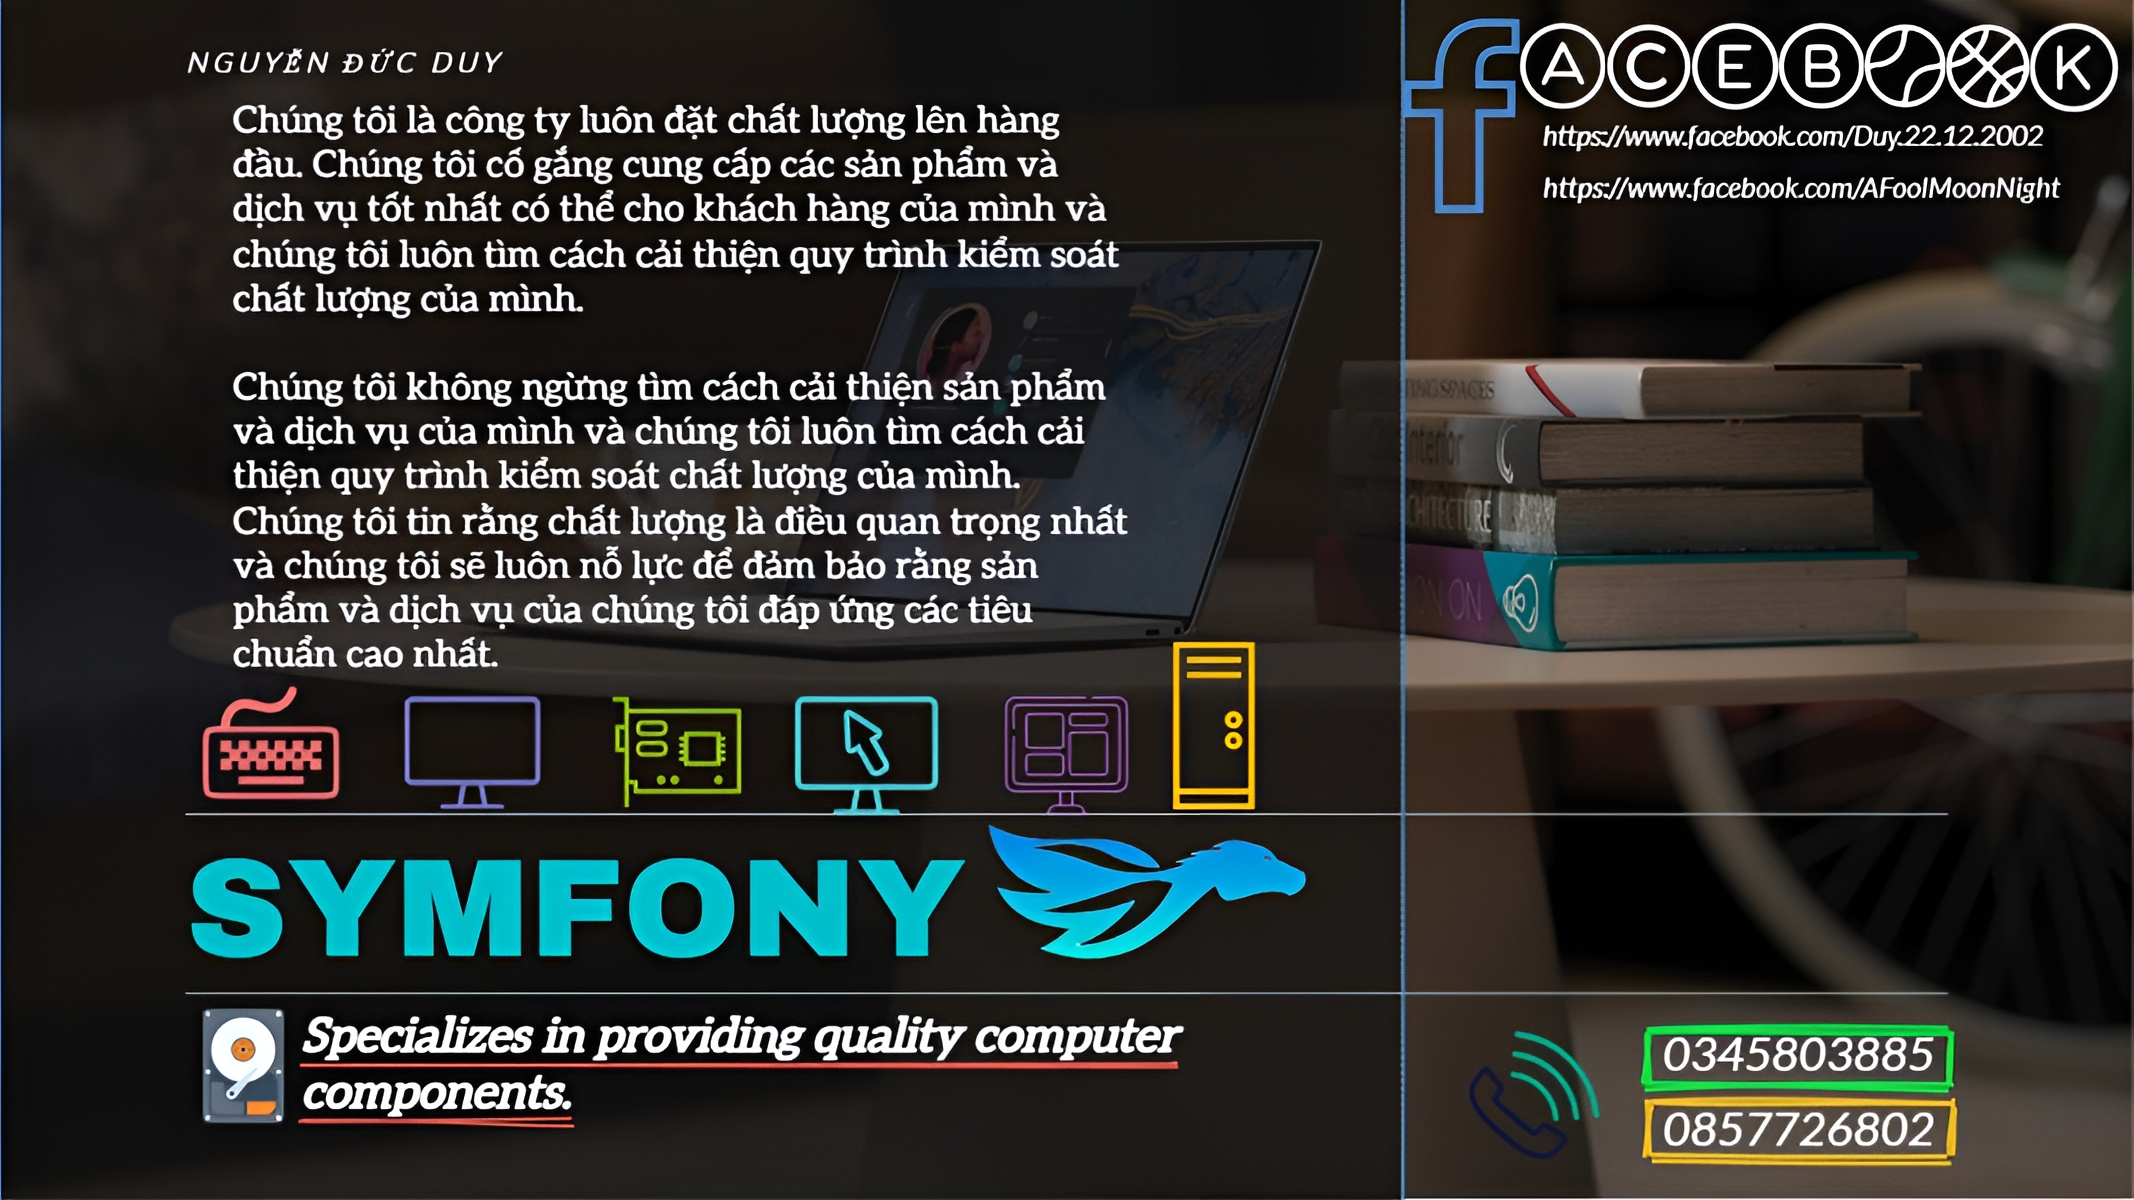 NGUYỄN ĐỨC DUY
Chúng tôi là công ty luôn đặt chất lượng lên hàng
đầu. Chúng tôi cố gắng cung cấp các sản phẩm và
dịch vụ tốt nhất có thể cho khách hàng của mình và
chúng tôi luôn tìm cách cải thiện quy trình kiểm soát
chất lượng của mình.
Chúng tôi không ngừng tìm cách cải thiện sản phẩm
và dịch vụ của mình và chúng tôi luôn tìm cách cải
thiện quy trình kiểm soát chất lượng của mình.
Chúng tôi tin rằng chất lượng là điều quan trọng nhất
và chúng tôi sẽ luôn nỗ lực để đảm bảo rằng sản
phẩm và dịch vụ của chúng tôi đáp ứng các tiêu
chuẩn cao nhất.
SYMFONY
Specializes in providing quality computer
components.
fACEBOOK
https://www.facebook.com/Duy.22.12.2002
https://www.facebook.com/AFoolMoonNight
SPACES
0345803885
0857726802